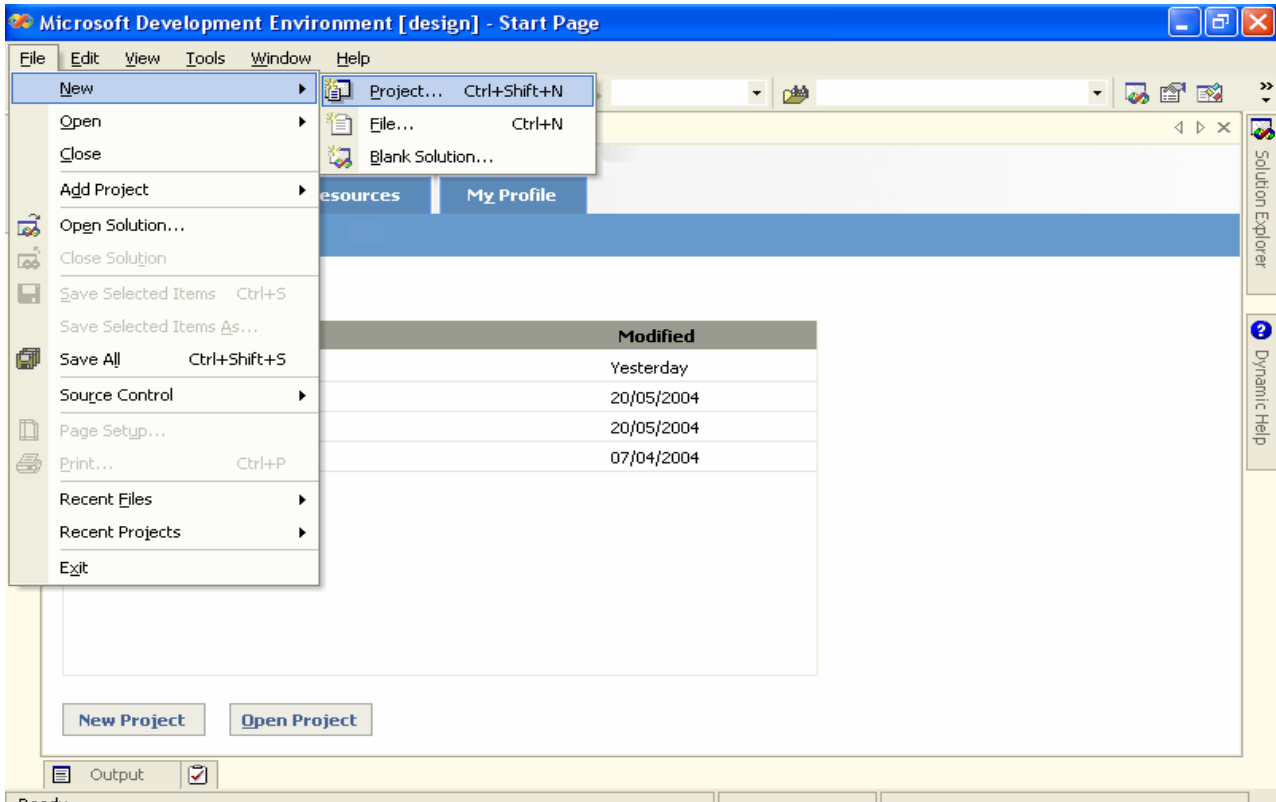 Microsoft Development Environment [design] - Start Page
File Edit View Tools Window Help
New
Project... Ctrl+Shift+N
Open
File... Ctrl+N
Close
Blank Solution...
Add Project
esources My Profile
Open Solution...
Close Solution
Save Selected Items Ctrl+S
Save Selected Items As...
Modified
Save All Ctrl+Shift+S
Yesterday
Source Control
20/05/2004
Page Setup...
20/05/2004
Print... Ctrl+P
07/04/2004
Recent Files
Recent Projects
Exit
New Project Open Project
Output
Solution Explorer
Dynamic Help